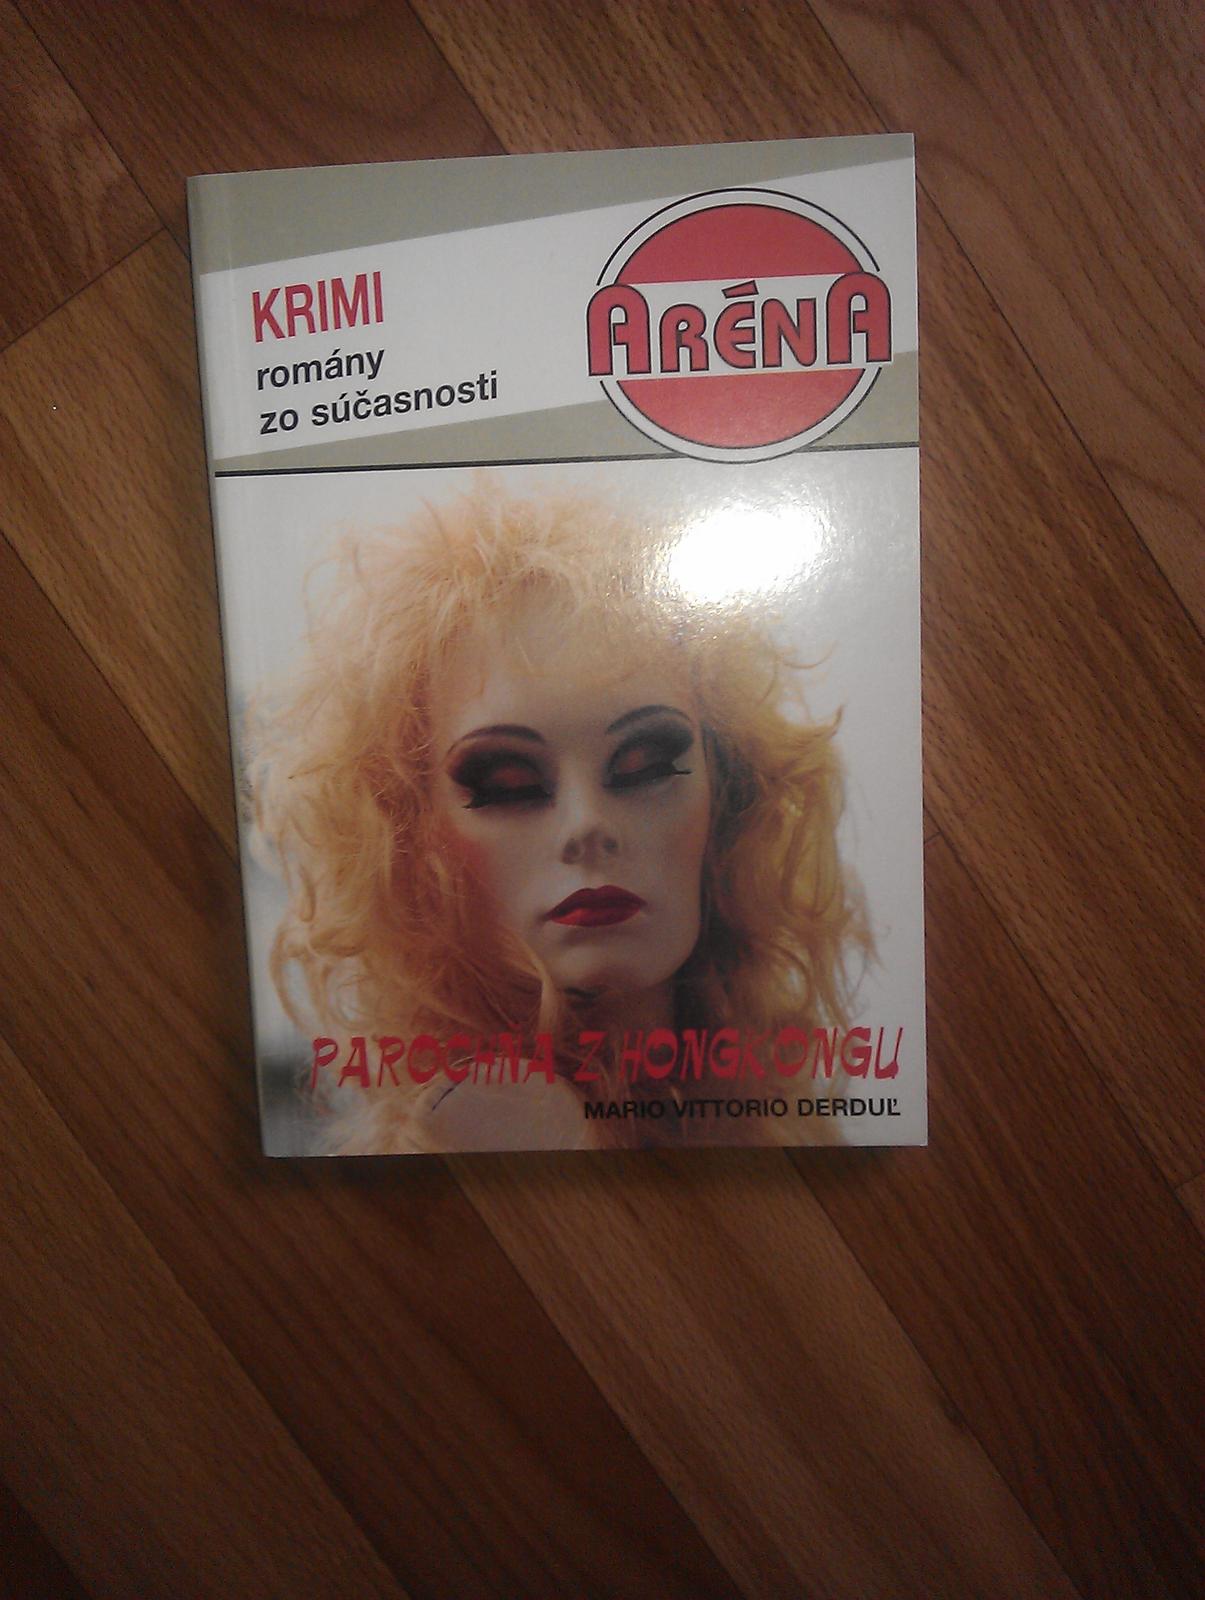 KRIMI
romány
zo súčasnosti
ARÉNA
PAROCHŇA Z HONGKONGU
MARIO VITTORIO DERDUĽ